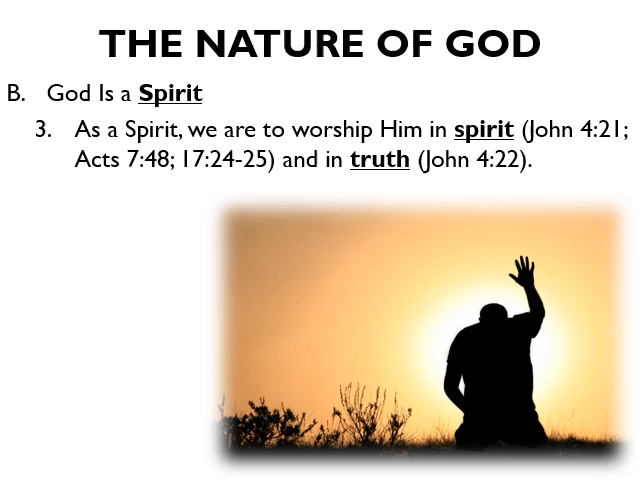 THE NATURE OF GOD
B. God Is a Spirit
3. As a Spirit, we are to worship Him in spirit (John 4:21;
Acts 7:48; 17:24-25) and in truth (John 4:22).